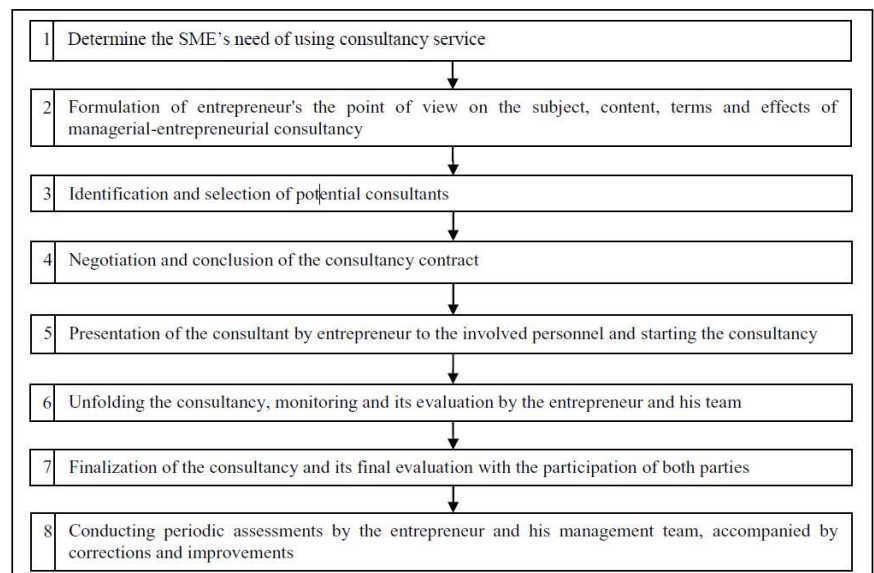 1 Determine the SME’s need of using consultancy service
2 Formulation of entrepreneur's the point of view on the subject, content, terms and effects of
managerial-entrepreneurial consultancy
3 Identification and selection of potential consultants
4 Negotiation and conclusion of the consultancy contract
5 Presentation of the consultant by entrepreneur to the involved personnel and starting the consultancy
6 Unfolding the consultancy, monitoring and its evaluation by the entrepreneur and his team
7 Finalization of the consultancy and its final evaluation with the participation of both parties
8 Conducting periodic assessments by the entrepreneur and his management team, accompanied by
corrections and improvements